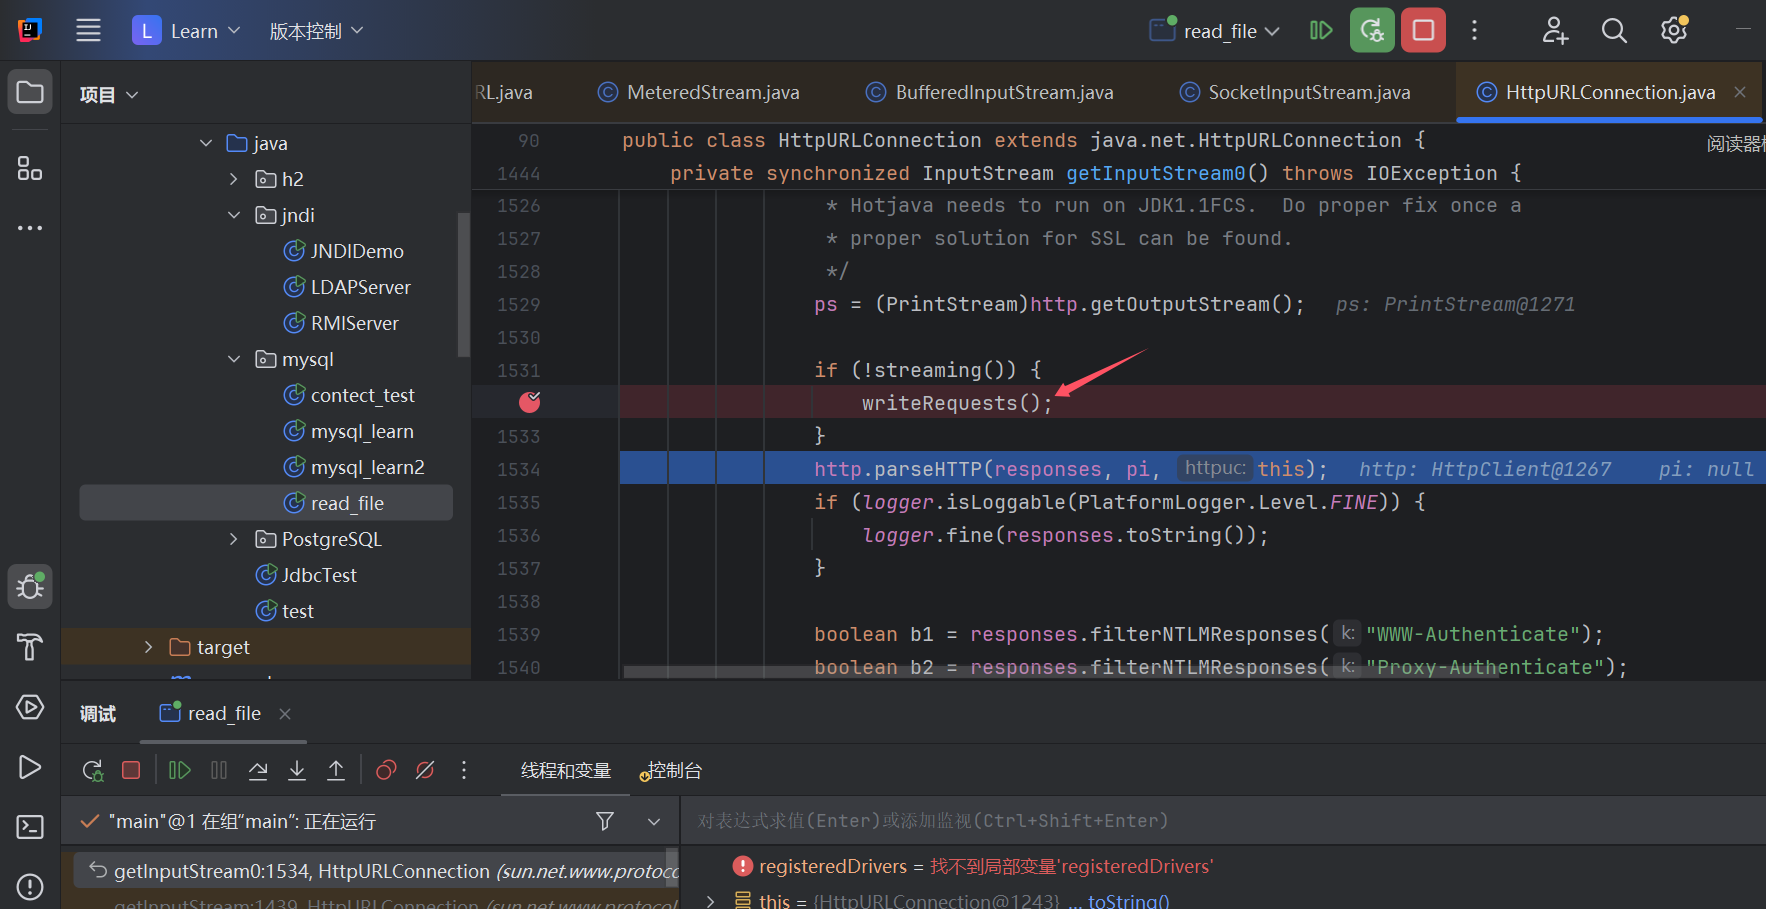 L Learn 版本控制 read_file
项目
java
h2
jndi
JNDIDemo
LDAPServer
RMIServer
mysql
contect_test
mysql_learn
mysql_learn2
read_file
PostgreSQL
JdbcTest
test
target
RL.java MeteredStream.java BufferedInputStream.java SocketInputStream.java HttpURLConnection.java
90 public class HttpURLConnection extends java.net.HttpURLConnection {
阅读器
1444 private synchronized InputStream getInputStream0() throws IOException {
1526 * Hotjava needs to run on JDK1.1FCS. Do proper fix once a
1527 * proper solution for SSL can be found.
1528 */
1529 ps = (PrintStream)http.getOutputStream(); ps: PrintStream@1271
1530
1531 if (!streaming()) {
writeRequests();
1533 }
1534 http.parseHTTP(responses, pi, httpuc: this); http: HttpClient@1267 pi: null
1535 if (logger.isLoggable(PlatformLogger.Level.FINE)) {
1536 logger.fine(responses.toString());
1537 }
1538
1539 boolean b1 = responses.filterNTLMResponses( k: "WWW-Authenticate");
1540 boolean b2 = responses.filterNTLMResponses( k: "Proxy-Authenticate");
调试 read_file
线程和变量 控制台
"main"@1 在组"main": 正在运行
对表达式求值(Enter)或添加监视(Ctrl+Shift+Enter)
getInputStream0:1534, HttpURLConnection (sun.net.www.protoco
registeredDrivers = 找不到局部变量'registeredDrivers'
getInputStream:1439, HttpURLConnection (sun.net.www.protocol
this = {HttpURLConnection@1243} ... toString()